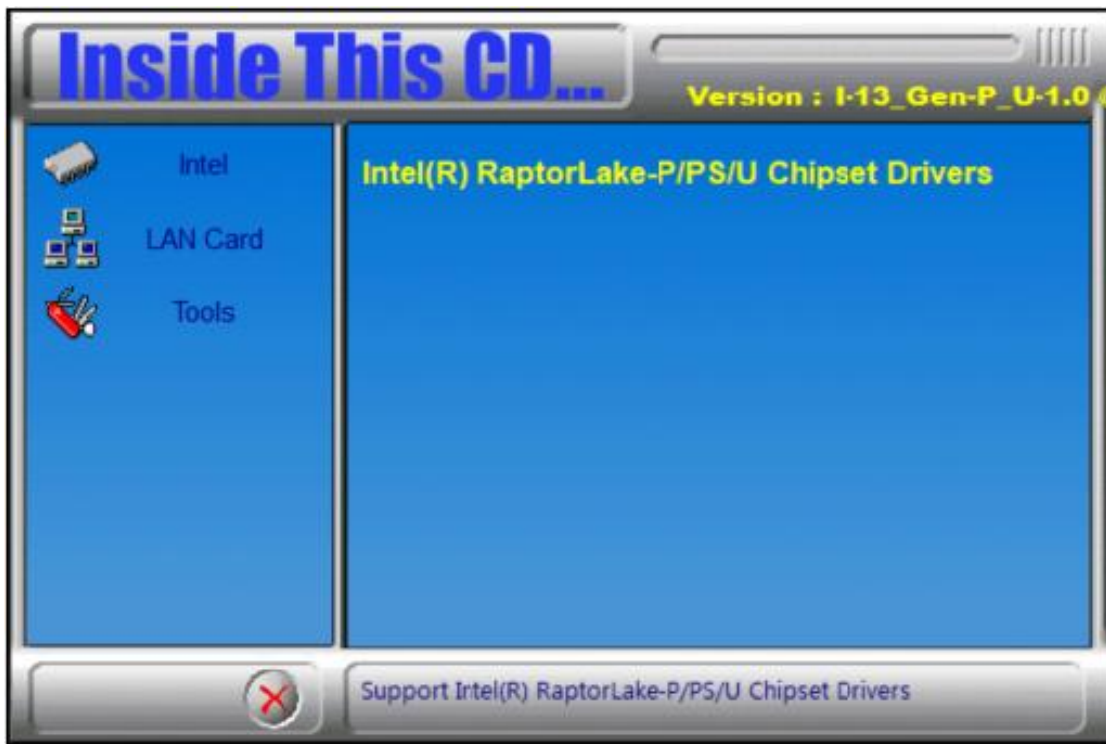 Inside This CD...
Version : I-13_Gen-P_U-1.0
Intel
LAN Card
Tools
Intel(R) RaptorLake-P/PS/U Chipset Drivers
Support Intel(R) RaptorLake-P/PS/U Chipset Drivers